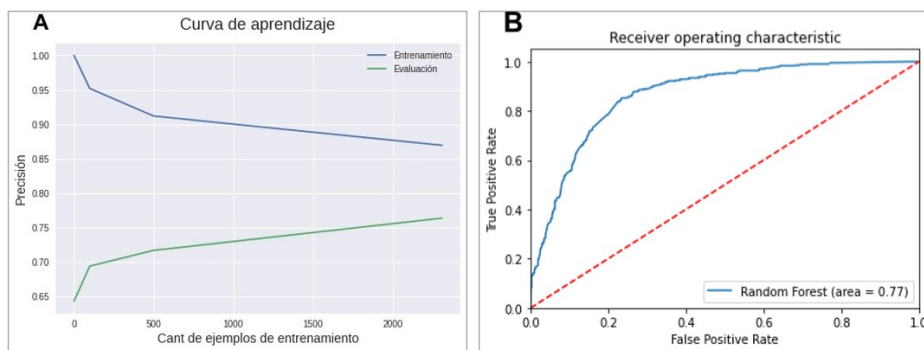 A
Curva de aprendizaje
Entrenamiento
Evaluación
1.00
0.95
0.90
0.85
0.80
0.75
0.70
0.65
Precisión
0
500
1000
1500
2000
Cant de ejemplos de entrenamiento
B
Receiver operating characteristic
1.0
0.8
0.6
0.4
0.2
0.0
True Positive Rate
Random Forest (area = 0.77)
0.0
0.2
0.4
0.6
0.8
1.0
False Positive Rate